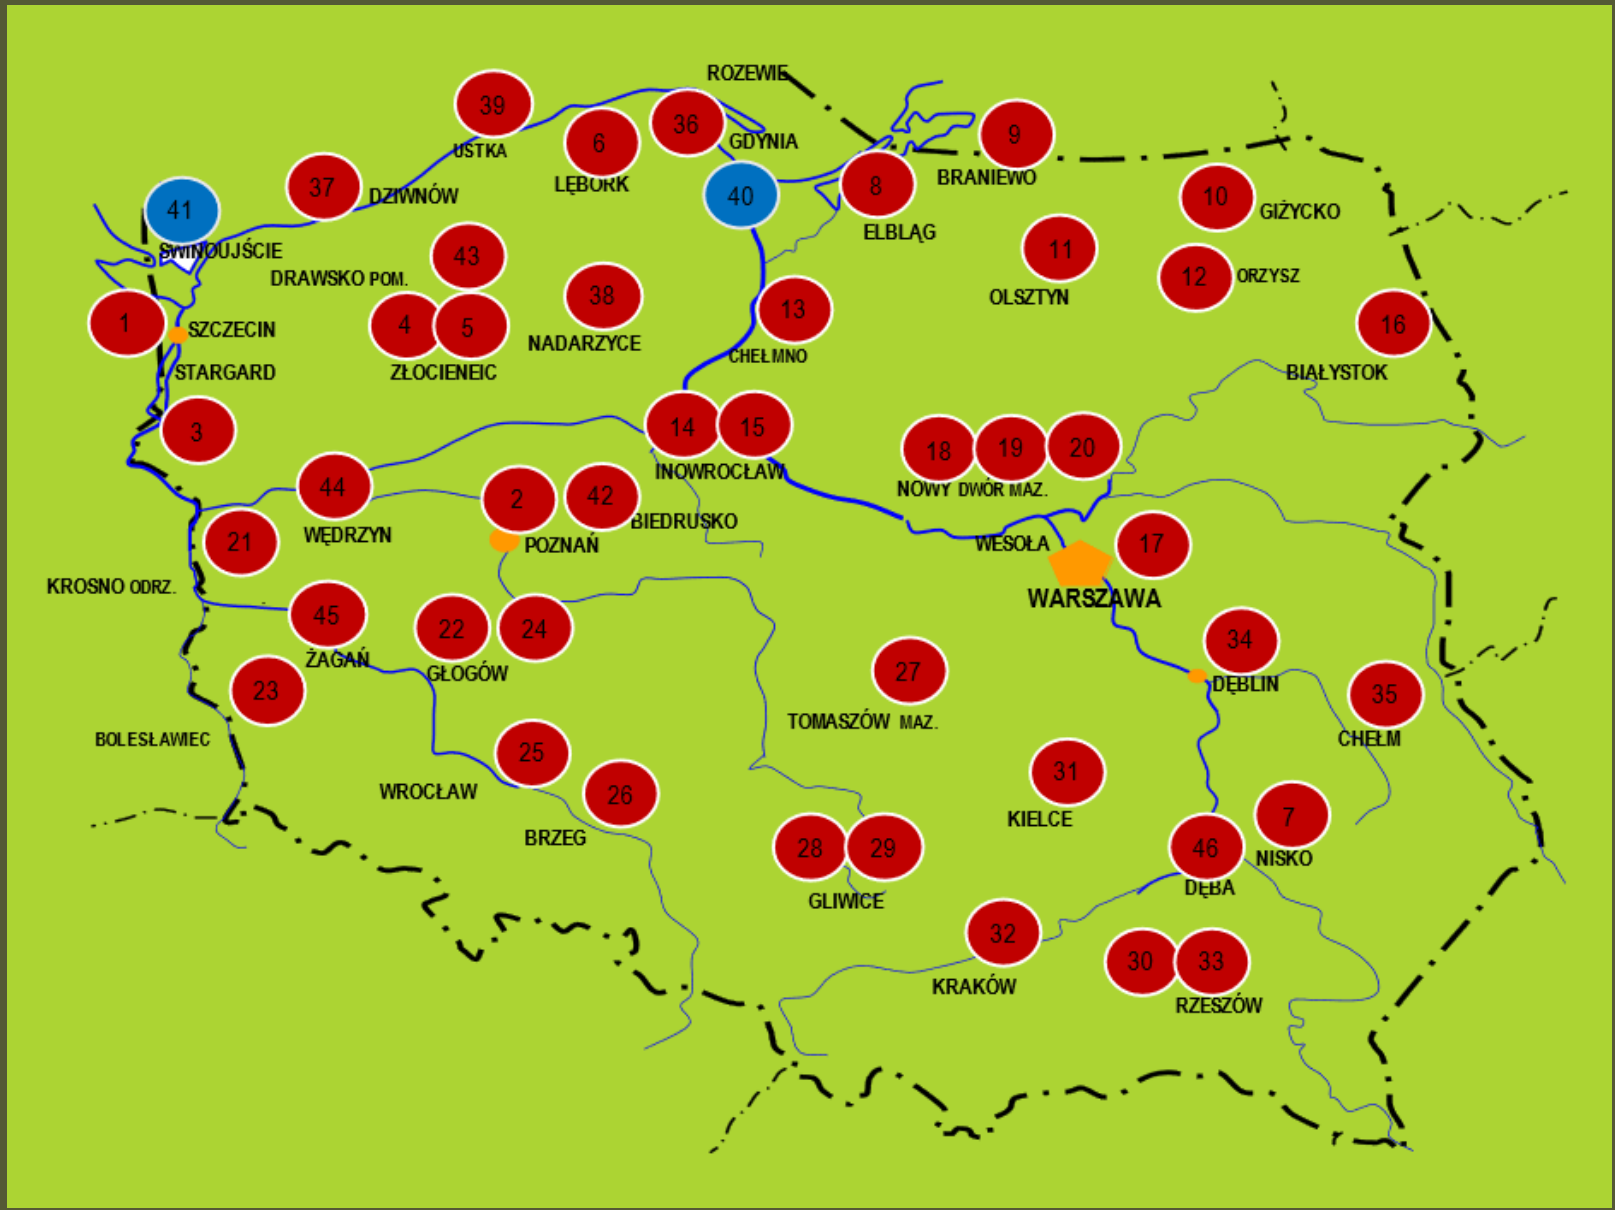 ROZEWIE
39
36
6
GDYNIA
9
USTKA
LĘBORK
BRANIEWO
37
DZIWNÓW
8
10
GIŻYCKO
41
40
ELBLĄG
ŚWINOUJŚCIE
43
11
DRAWSKO POM.
12
ORZYSZ
38
OLSZTYN
1
SZCZECIN
4
5
13
16
NADARZYCE
CHEŁMNO
STARGARD
ZŁOCIENEIC
BIAŁYSTOK
3
14
15
18
19
20
INOWROCŁAW
44
2
42
NOWY DWÓR MAZ.
BIEDRUSKO
WĘDRZYN
21
POZNAŃ
WESOŁA
17
KROSNO ODRZ.
WARSZAWA
45
22
24
34
ŻAGAŃ
GŁOGÓW
27
DĘBLIN
23
35
TOMASZÓW MAZ.
BOLESŁAWIEC
CHEŁM
25
31
WROCŁAW
26
KIELCE
7
BRZEG
28
29
46
NISKO
GLIWICE
DĘBA
32
30
33
KRAKÓW
RZESZÓW